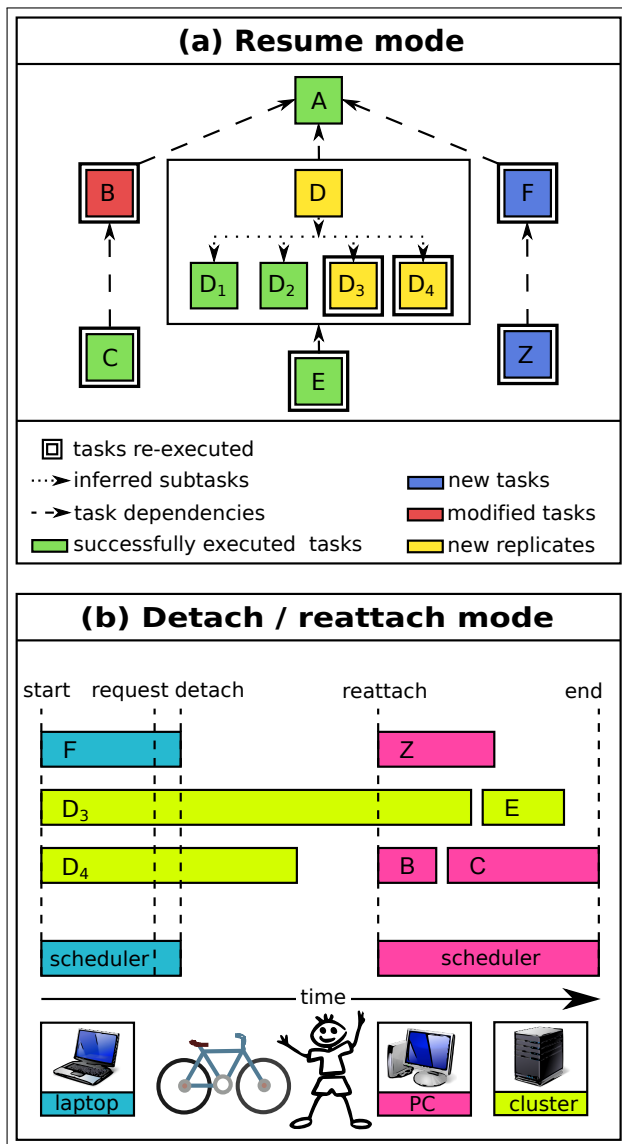 (a) Resume mode
A
B
D
F
D₁
D₂
D₃
D₄
C
E
Z
tasks re-executed
inferred subtasks
new tasks
task dependencies
modified tasks
successfully executed tasks
new replicates
(b) Detach / reattach mode
start
request
detach
reattach
end
F
Z
D₃
E
D₄
B
C
scheduler
scheduler
time
laptop
PC
cluster